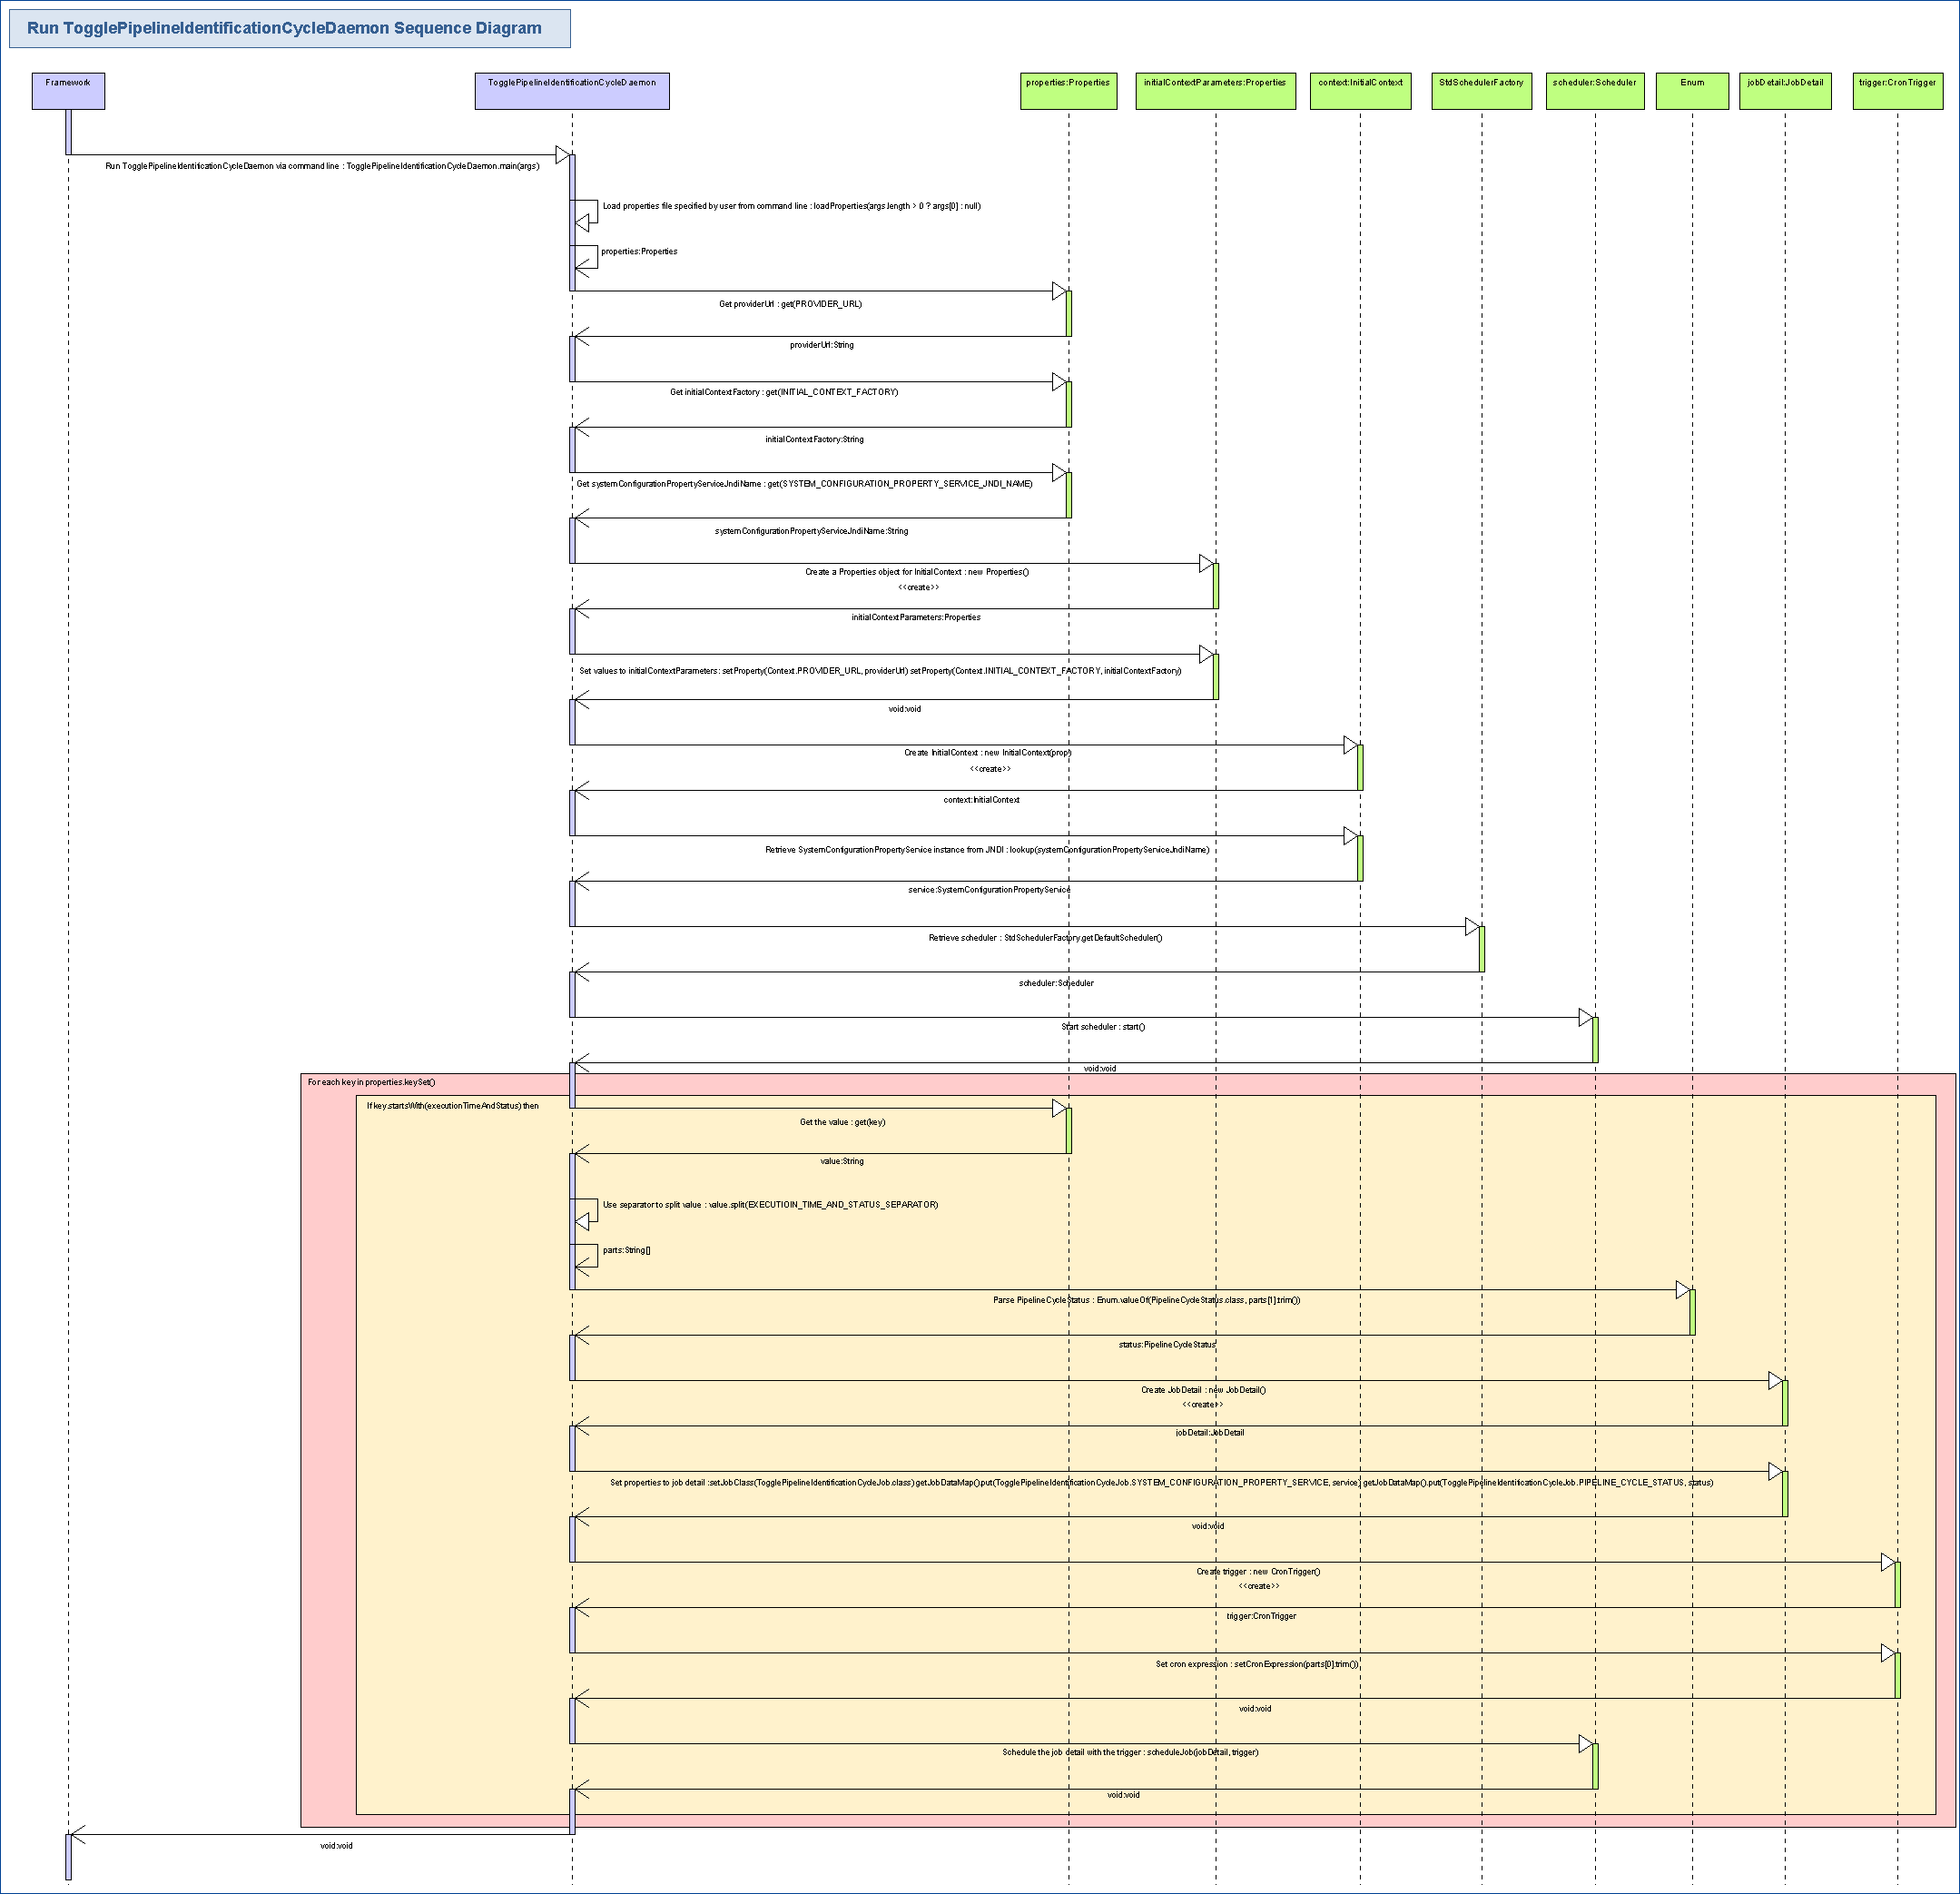 Run TogglePipelineIdentificationCycleDaemon Sequence Diagram
Framework
TogglePipelineIdentificationCycleDaemon
properties:Properties
initialContextParameters:Properties
context:InitialContext
StdSchedulerFactory
scheduler:Scheduler
Enum
jobDetail:JobDetail
trigger:CronTrigger
Run TogglePipelineIdentificationCycleDaemon via command line : TogglePipelineIdentificationCycleDaemon.main(args)
Load properties file specified by user from command line : loadProperties(args.length > 0 ? args[0] : null)
properties:Properties
Get providerUrl : get(PROVIDER_URL)
providerUrl:String
Get initialContextFactory : get(INITIAL_CONTEXT_FACTORY)
initialContextFactory:String
Get systemConfigurationPropertyServiceJndiName : get(SYSTEM_CONFIGURATION_PROPERTY_SERVICE_JNDI_NAME)
systemConfigurationPropertyServiceJndiName:String
Create a Properties object for InitialContext : new Properties()
<<create>>
initialContextParameters:Properties
Set values to initialContextParameters: setProperty(Context.PROVIDER_URL, providerUrl) setProperty(Context.INITIAL_CONTEXT_FACTORY, initialContextFactory)
void:void
Create InitialContext : new InitialContext(prop)
<<create>>
context:InitialContext
Retrieve SystemConfigurationPropertyService instance from JNDI : lookup(systemConfigurationPropertyServiceJndiName)
service:SystemConfigurationPropertyService
Retrieve scheduler : StdSchedulerFactory.getDefaultScheduler()
scheduler:Scheduler
Start scheduler : start()
void:void
For each key in properties.keySet()
If key.startsWith(executionTimeAndStatus) then
Get the value : get(key)
value:String
Use separator to split value : value.split(EXECUTIOIN_TIME_AND_STATUS_SEPARATOR)
parts:String[]
Parse PipelineCycleStatus : Enum.valueOf(PipelineCycleStatus.class, parts[1].trim())
status:PipelineCycleStatus
Create JobDetail : new JobDetail()
<<create>>
jobDetail:JobDetail
Set properties to job detail :setJobClass(TogglePipelineIdentificationCycleJob.class) getJobDataMap().put(TogglePipelineIdentificationCycleJob.SYSTEM_CONFIGURATION_PROPERTY_SERVICE, service) getJobDataMap().put(TogglePipelineIdentificationCycleJob.PIPELINE_CYCLE_STATUS, status)
void:void
Create trigger : new CronTrigger()
<<create>>
trigger:CronTrigger
Set cron expression : setCronExpression(parts[0].trim())
void:void
Schedule the job detail with the trigger : scheduleJob(jobDetail, trigger)
void:void
void:void